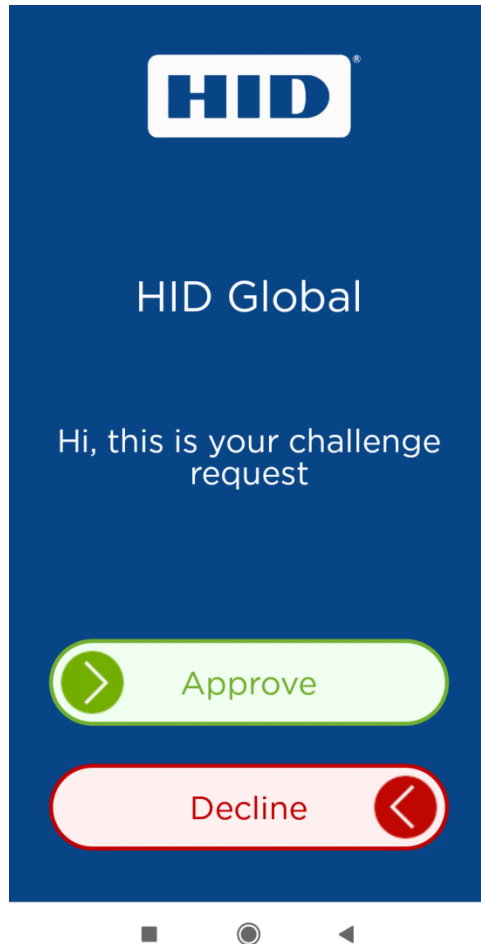 HID®
HID Global
Hi, this is your challenge
request
Approve
Decline